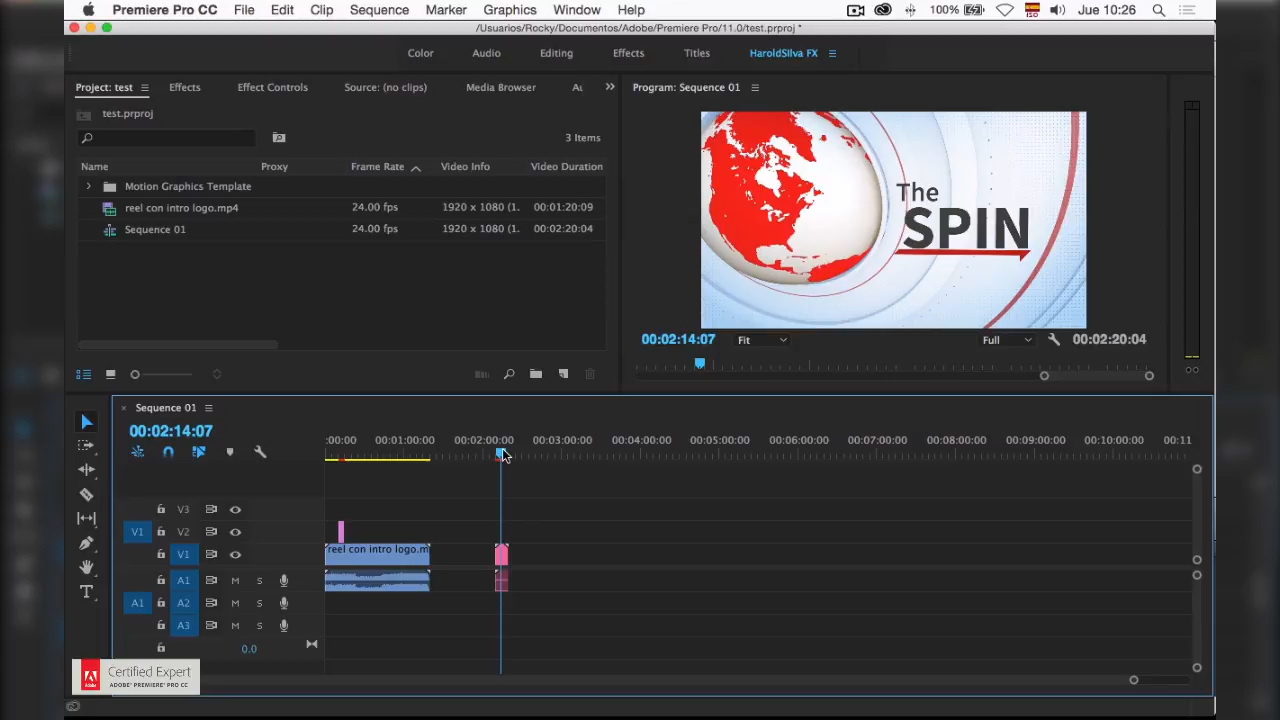 Premiere Pro CC File Edit Clip Sequence Marker Graphics Window Help 100% ISO Jue 10:26
/Usuarios/Rocky/Documentos/Adobe/Premiere Pro/11.0/test.prproj *
Color Audio Editing Effects Titles HaroldSIlva FX
Project: test Effects Effect Controls Source: (no clips) Media Browser Au
Program: Sequence 01
test.prproj
3 Items
Name Proxy Frame Rate Video Info Video Duration
Motion Graphics Template
reel con intro logo.mp4 24.00 fps 1920 x 1080 (1. 00:01:20:09
Sequence 01 24.00 fps 1920 x 1080 (1. 00:02:20:04
The
SPIN
00:02:14:07 Fit Full 00:02:20:04
Sequence 01
00:02:14:07
:00:00 00:01:00:00 00:02:00:00 00:03:00:00 00:04:00:00 00:05:00:00 00:06:00:00 00:07:00:00 00:08:00:00 00:09:00:00 00:10:00:00 00:11
V3
V1 V2
V1 reel con intro logo.m
A1 M S
A1 A2 M S
A3 M S
0.0
Certified Expert
ADOBE® PREMIERE® PRO CC